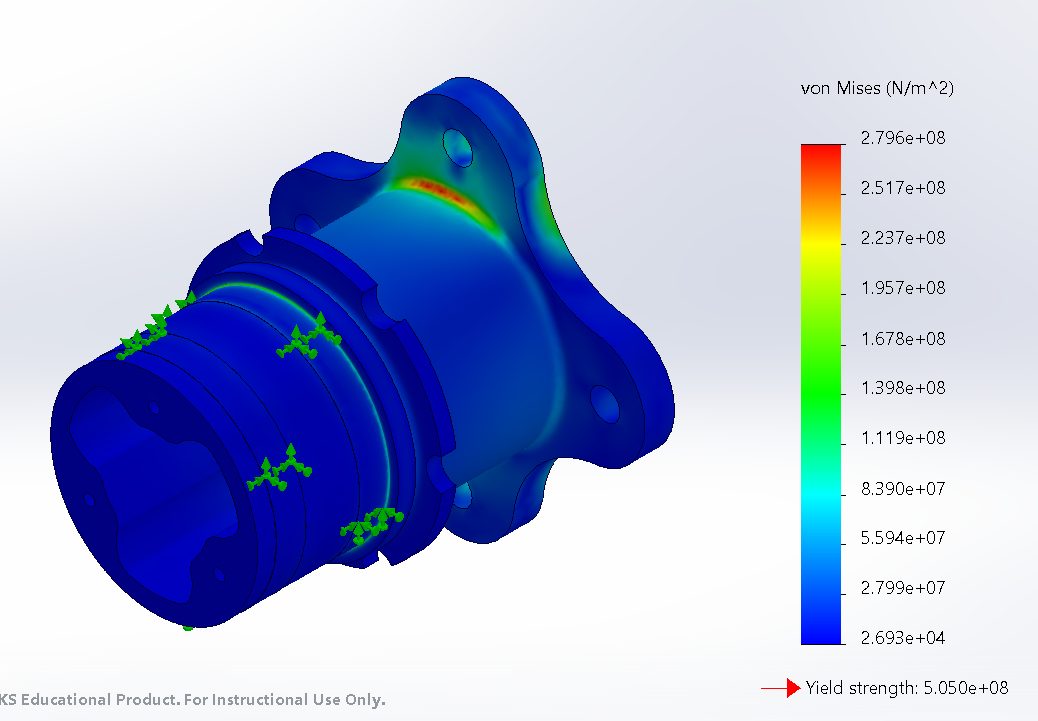 von Mises (N/m^2)
2.796e+08
2.517e+08
2.237e+08
1.957e+08
1.678e+08
1.398e+08
1.119e+08
8.390e+07
5.594e+07
2.799e+07
2.693e+04
Yield strength: 5.050e+08
KS Educational Product. For Instructional Use Only.